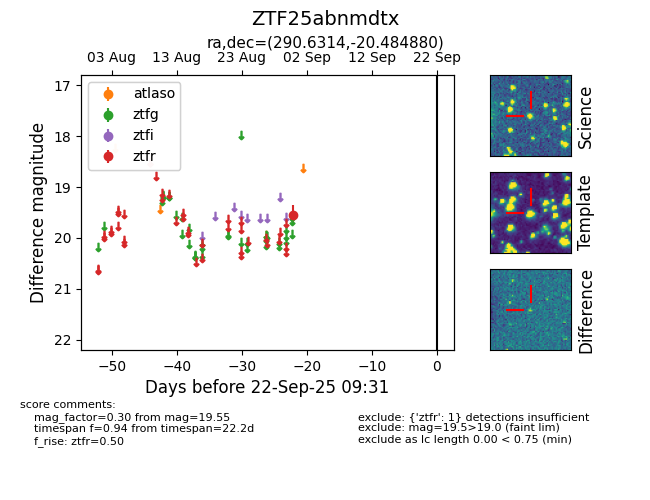 ZTF25abnmdtx
ra,dec=(290.6314,-20.484880)
03 Aug 13 Aug 23 Aug 02 Sep 12 Sep 22 Sep
17
18
19
20
21
22
Difference magnitude
atlaso
ztfg
ztfi
ztfr
−50 −40 −30 −20 −10 0
Days before 22-Sep-25 09:31
Science
Template
Difference
score comments:
mag_factor=0.30 from mag=19.55
timespan f=0.94 from timespan=22.2d
f_rise: ztfr=0.50
exclude: {'ztfr': 1} detections insufficient
exclude: mag=19.5>19.0 (faint lim)
exclude as lc length 0.00 < 0.75 (min)